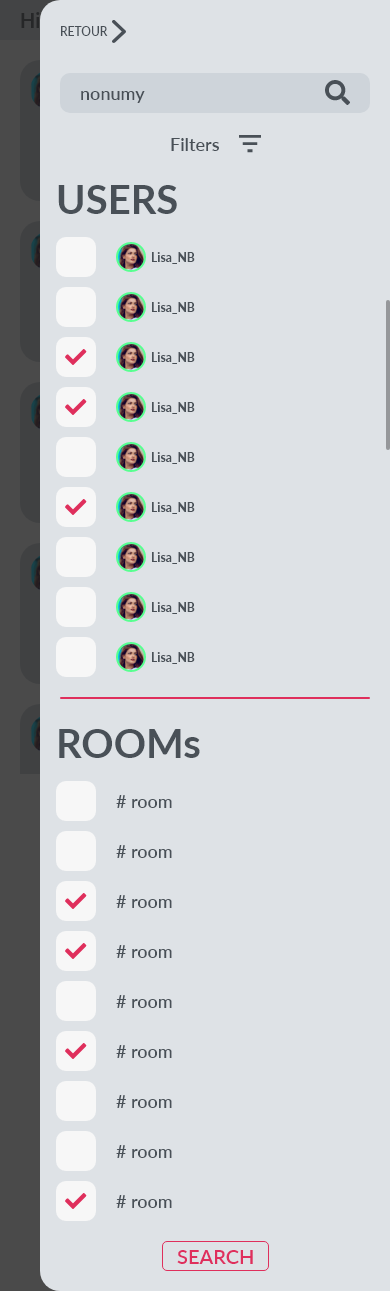 Hi
RETOUR
nonumy
Filters
USERS
Lisa_NB
Lisa_NB
Lisa_NB
Lisa_NB
Lisa_NB
Lisa_NB
Lisa_NB
Lisa_NB
Lisa_NB
ROOMs
# room
# room
# room
# room
# room
# room
# room
# room
# room
SEARCH